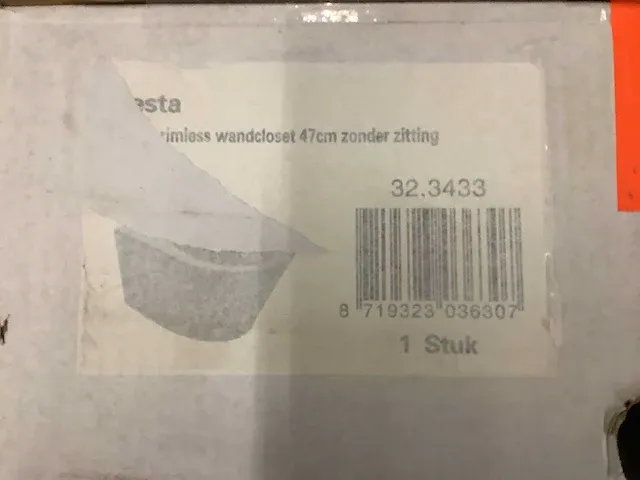 esta
rimless wandcloset 47cm zonder zitting
32.3433
8 719323 036307
1 Stuk